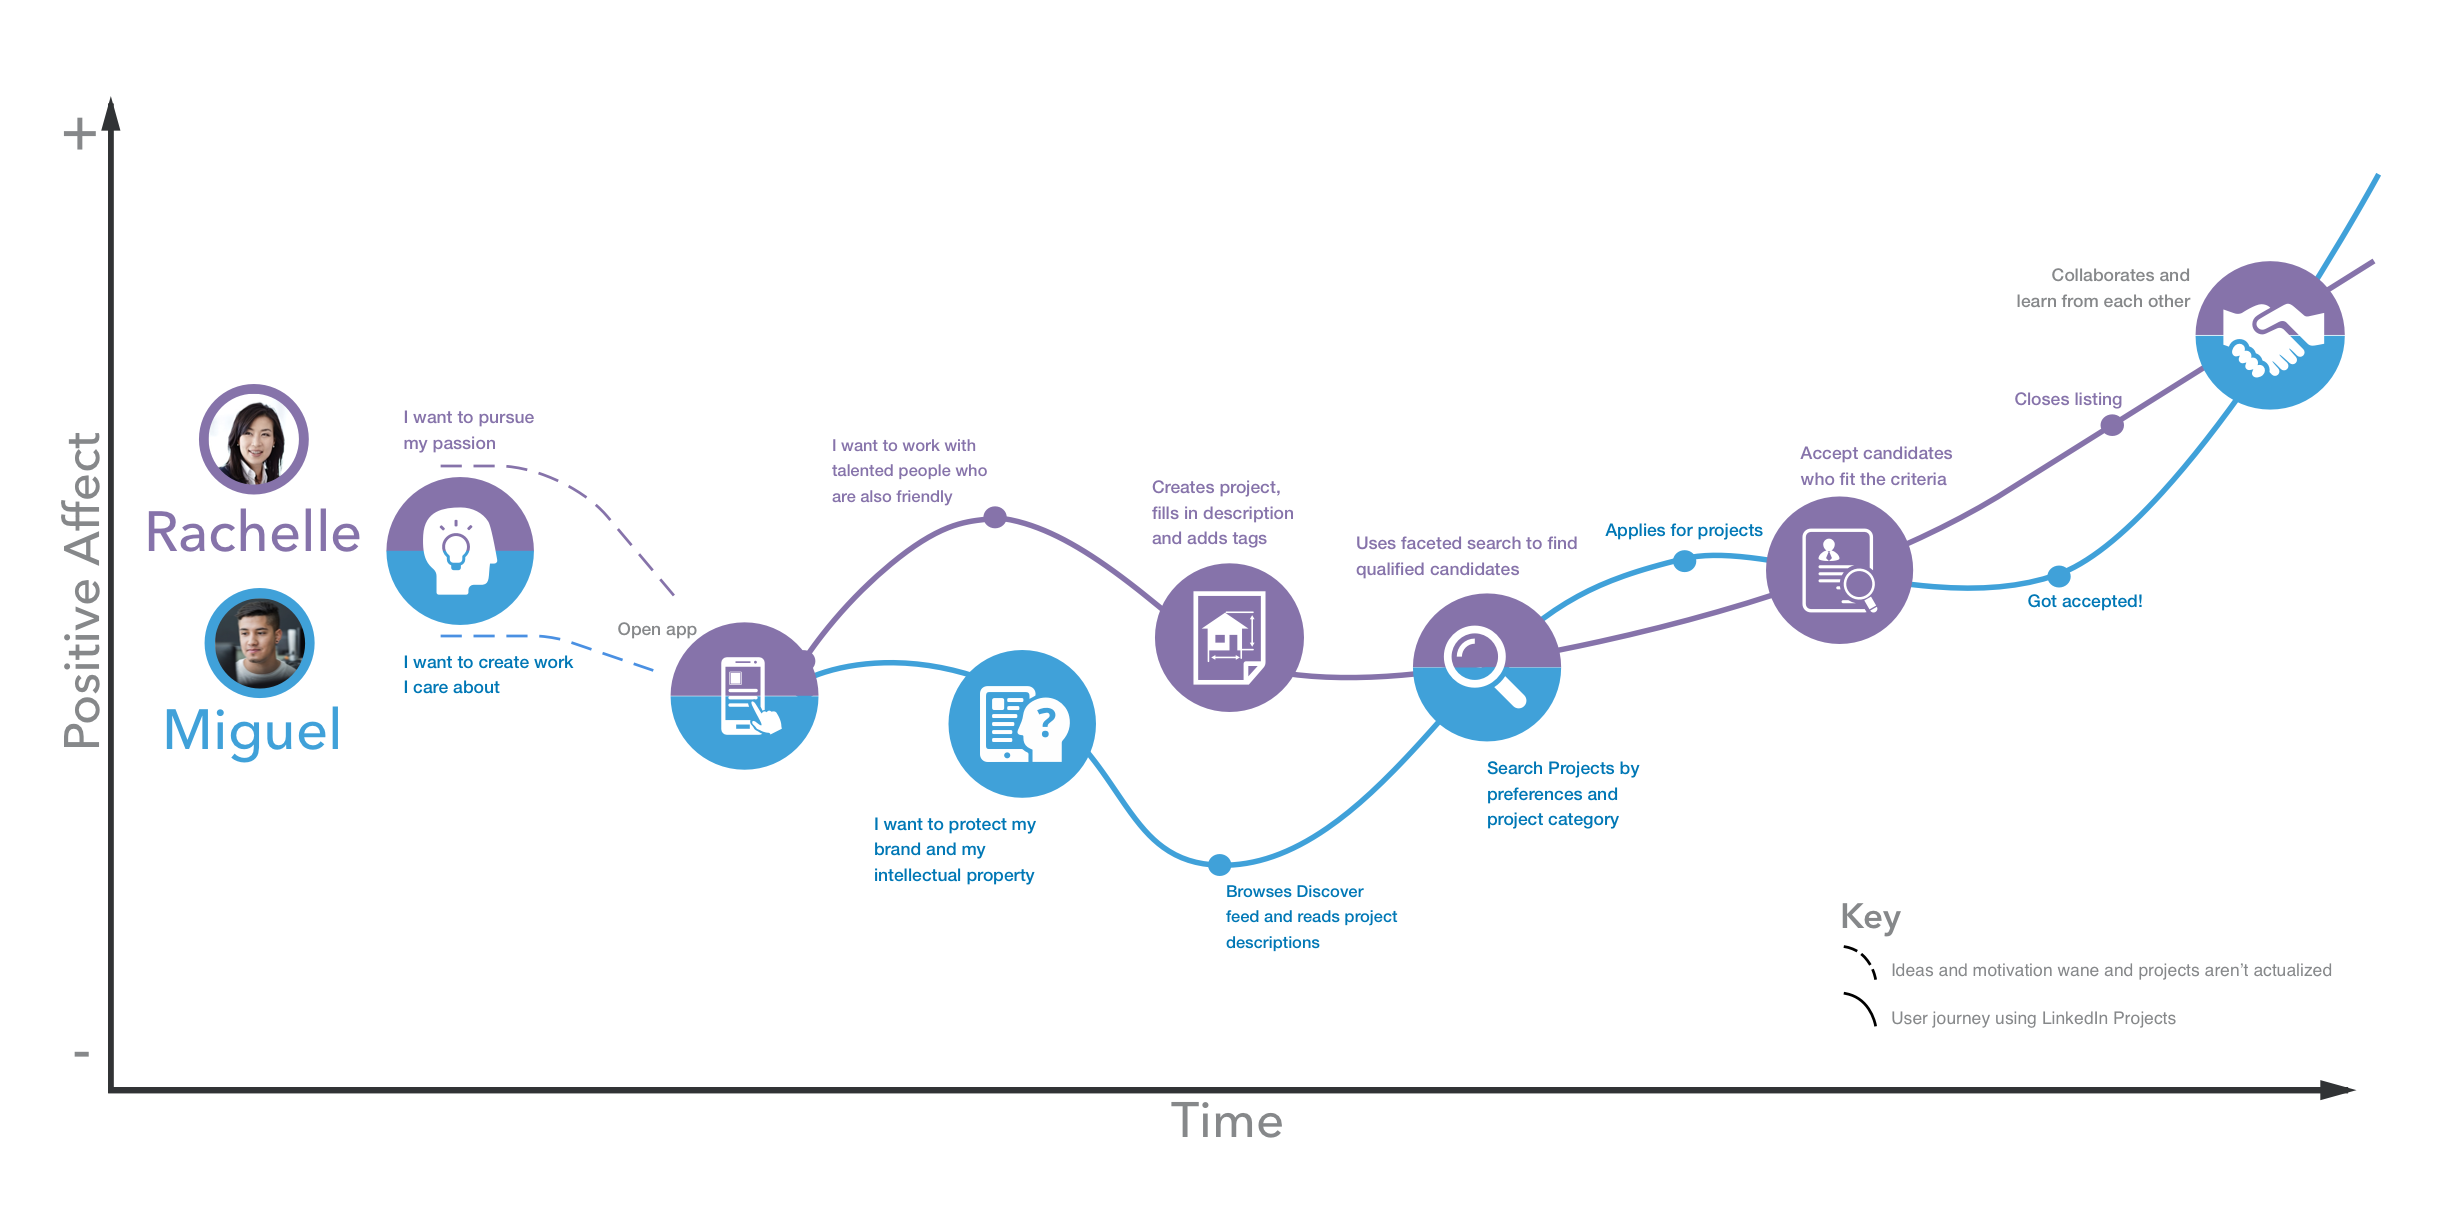 +
Positive Affect
-
Rachelle
Miguel
I want to pursue
my passion
I want to create work
I care about
Open app
I want to work with
talented people who
are also friendly
I want to protect my
brand and my
intellectual property
Creates project,
fills in description
and adds tags
Browses Discover
feed and reads project
descriptions
Uses faceted search to find
qualified candidates
Search Projects by
preferences and
project category
Applies for projects
Accept candidates
who fit the criteria
Closes listing
Got accepted!
Collaborates and
learn from each other
?
Key
Ideas and motivation wane and projects aren't actualized
User journey using LinkedIn Projects
Time